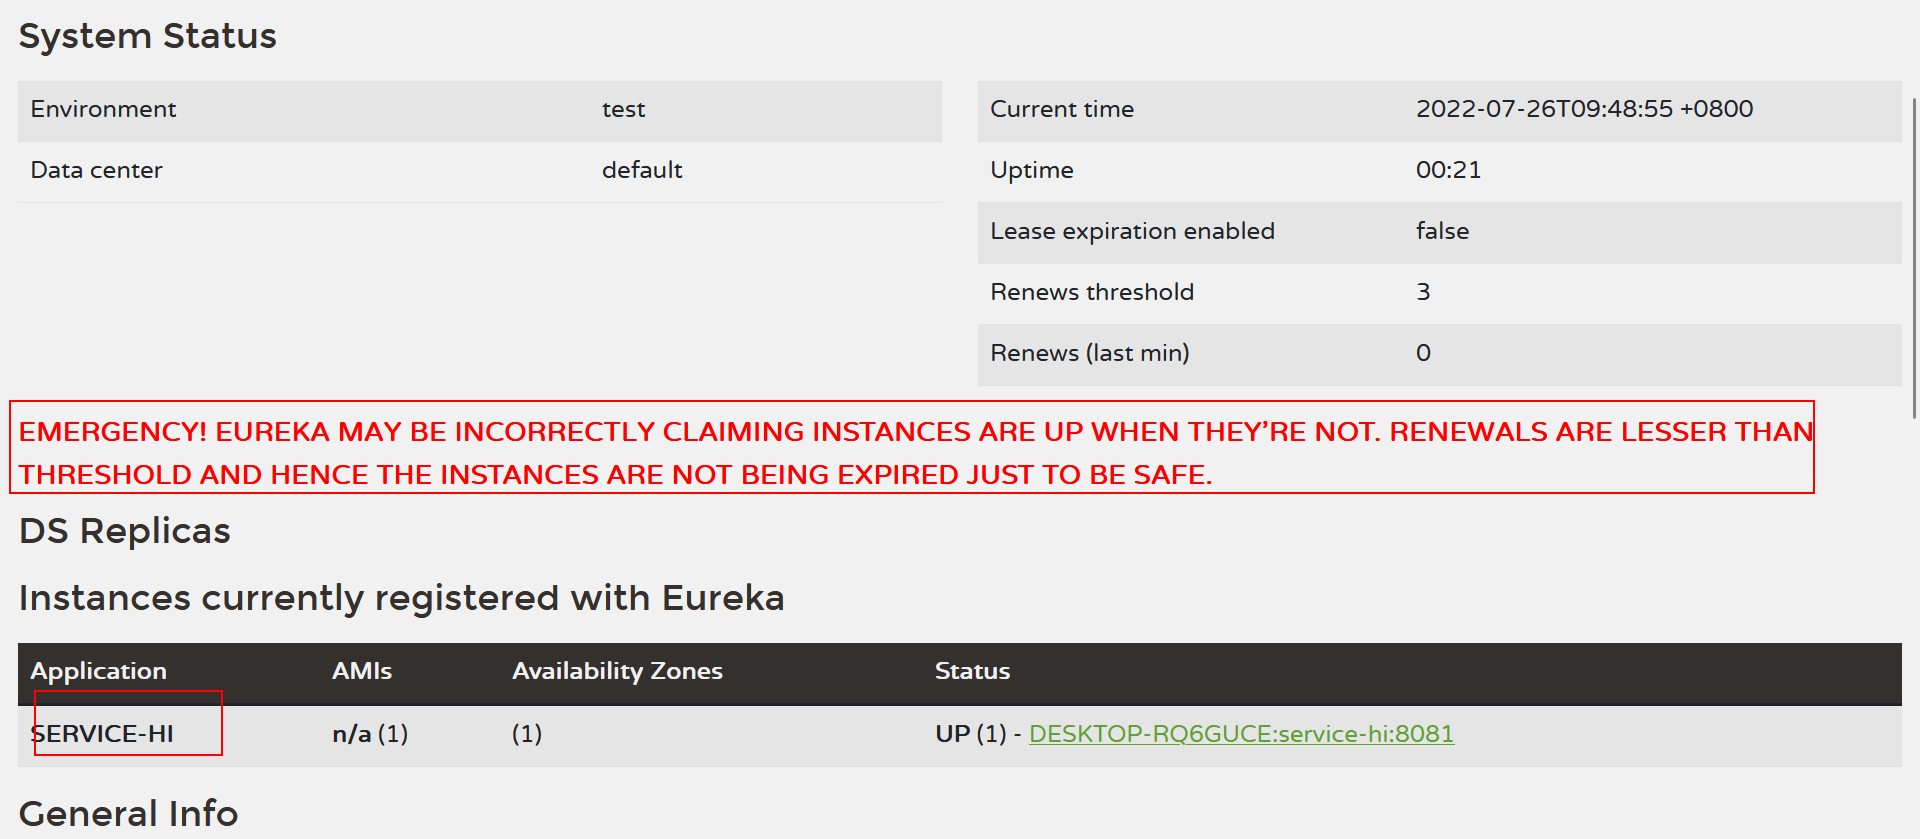 System Status
Environment test
Data center default
Current time 2022-07-26T09:48:55 +0800
Uptime 00:21
Lease expiration enabled false
Renews threshold 3
Renews (last min) 0
EMERGENCY! EUREKA MAY BE INCORRECTLY CLAIMING INSTANCES ARE UP WHEN THEY’RE NOT. RENEWALS ARE LESSER THAN
THRESHOLD AND HENCE THE INSTANCES ARE NOT BEING EXPIRED JUST TO BE SAFE.
DS Replicas
Instances currently registered with Eureka
Application AMIs Availability Zones Status
SERVICE-HI n/a (1) (1) UP (1) - DESKTOP-RQ6GUCE:service-hi:8081
General Info